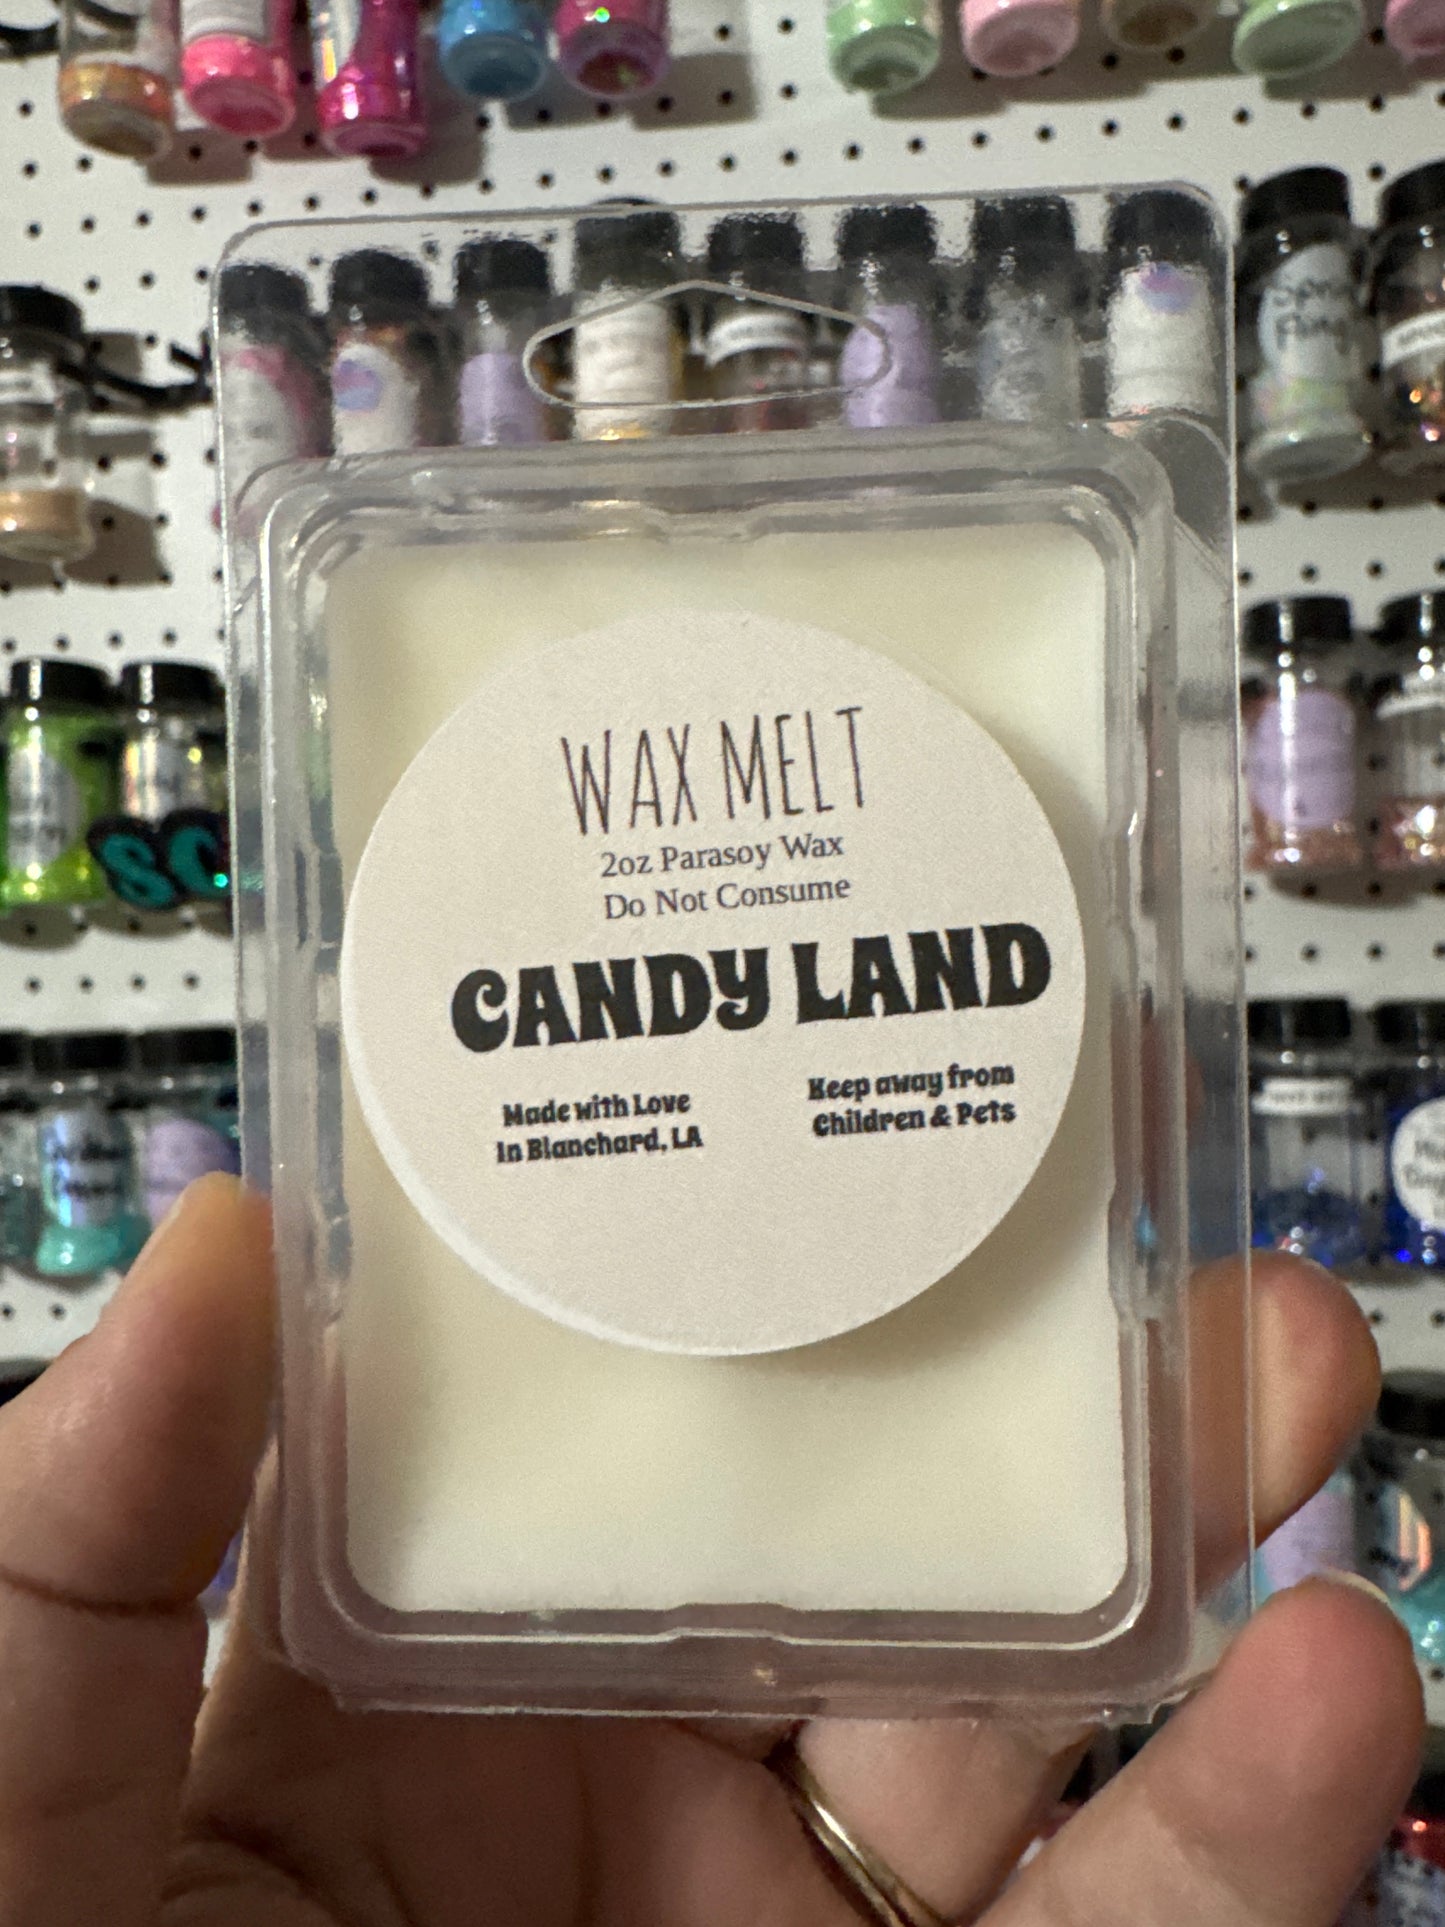 WAX MELT
2oz Parasoy Wax
Do Not Consume
CANDY LAND
Made with Love
In Blanchard, LA
Keep away from
Children & Pets